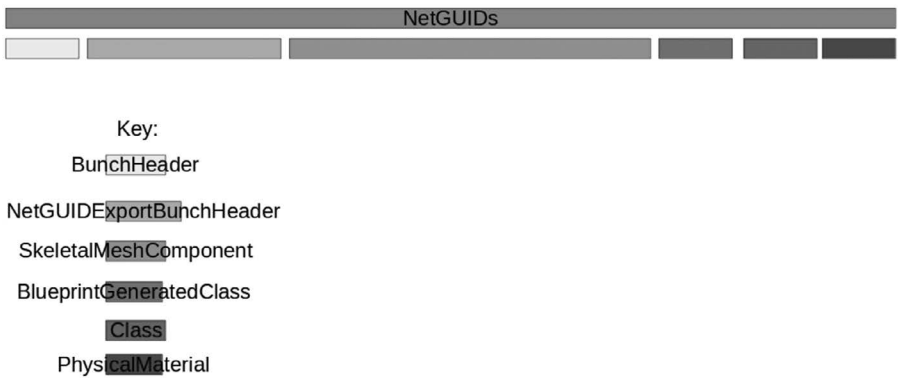 NetGUIDs
Key:
BunchHeader
NetGUIDExportBunchHeader
SkeletalMeshComponent
BlueprintGeneratedClass
Class
PhysicalMaterial